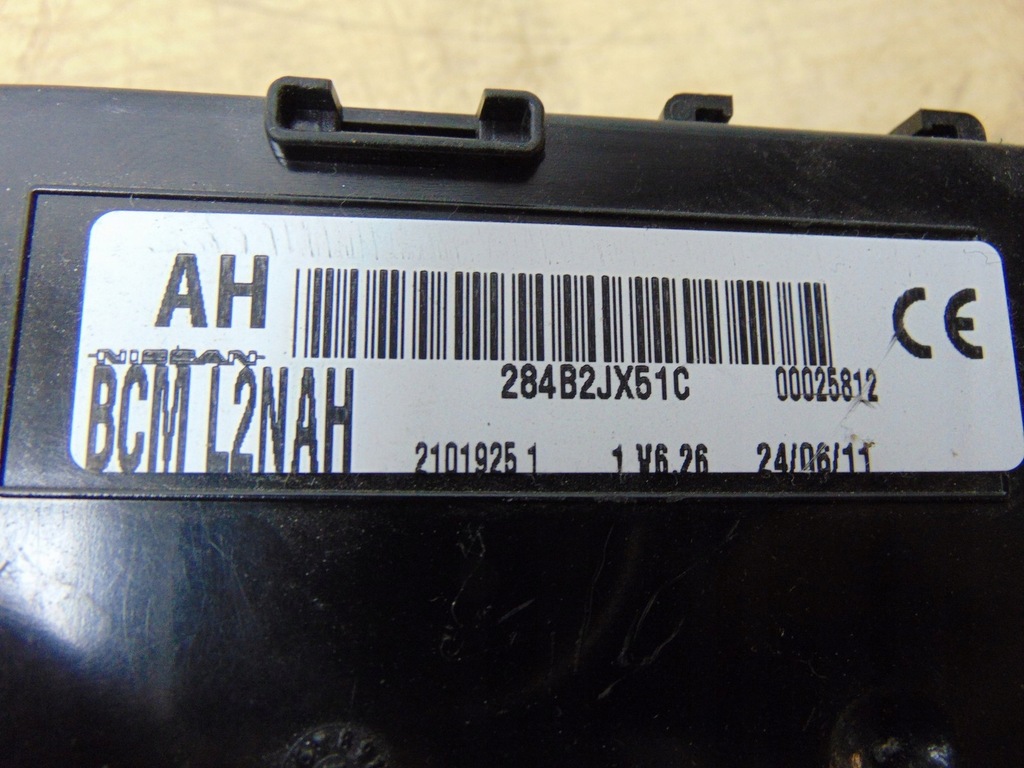 AH
NISSAN
BCM L2NAH
284B2JX51C
00025812
2101925 1 1 V6.26 24/06/11
CE